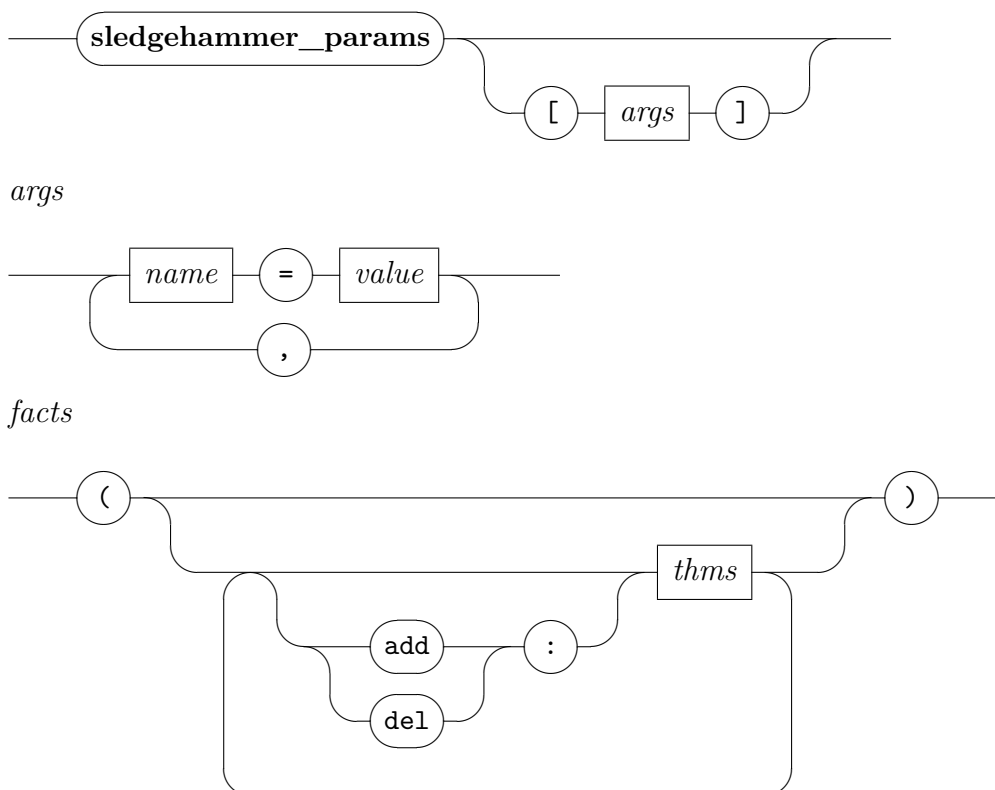 sledgehammer_params
[ args ]
args
name = value
,
facts
( )
thms
add :
del